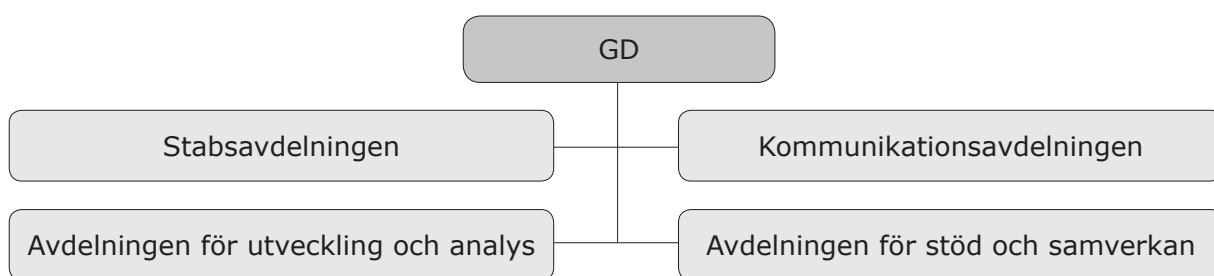 GD
Stabsavdelningen
Kommunikationsavdelningen
Avdelningen för utveckling och analys
Avdelningen för stöd och samverkan